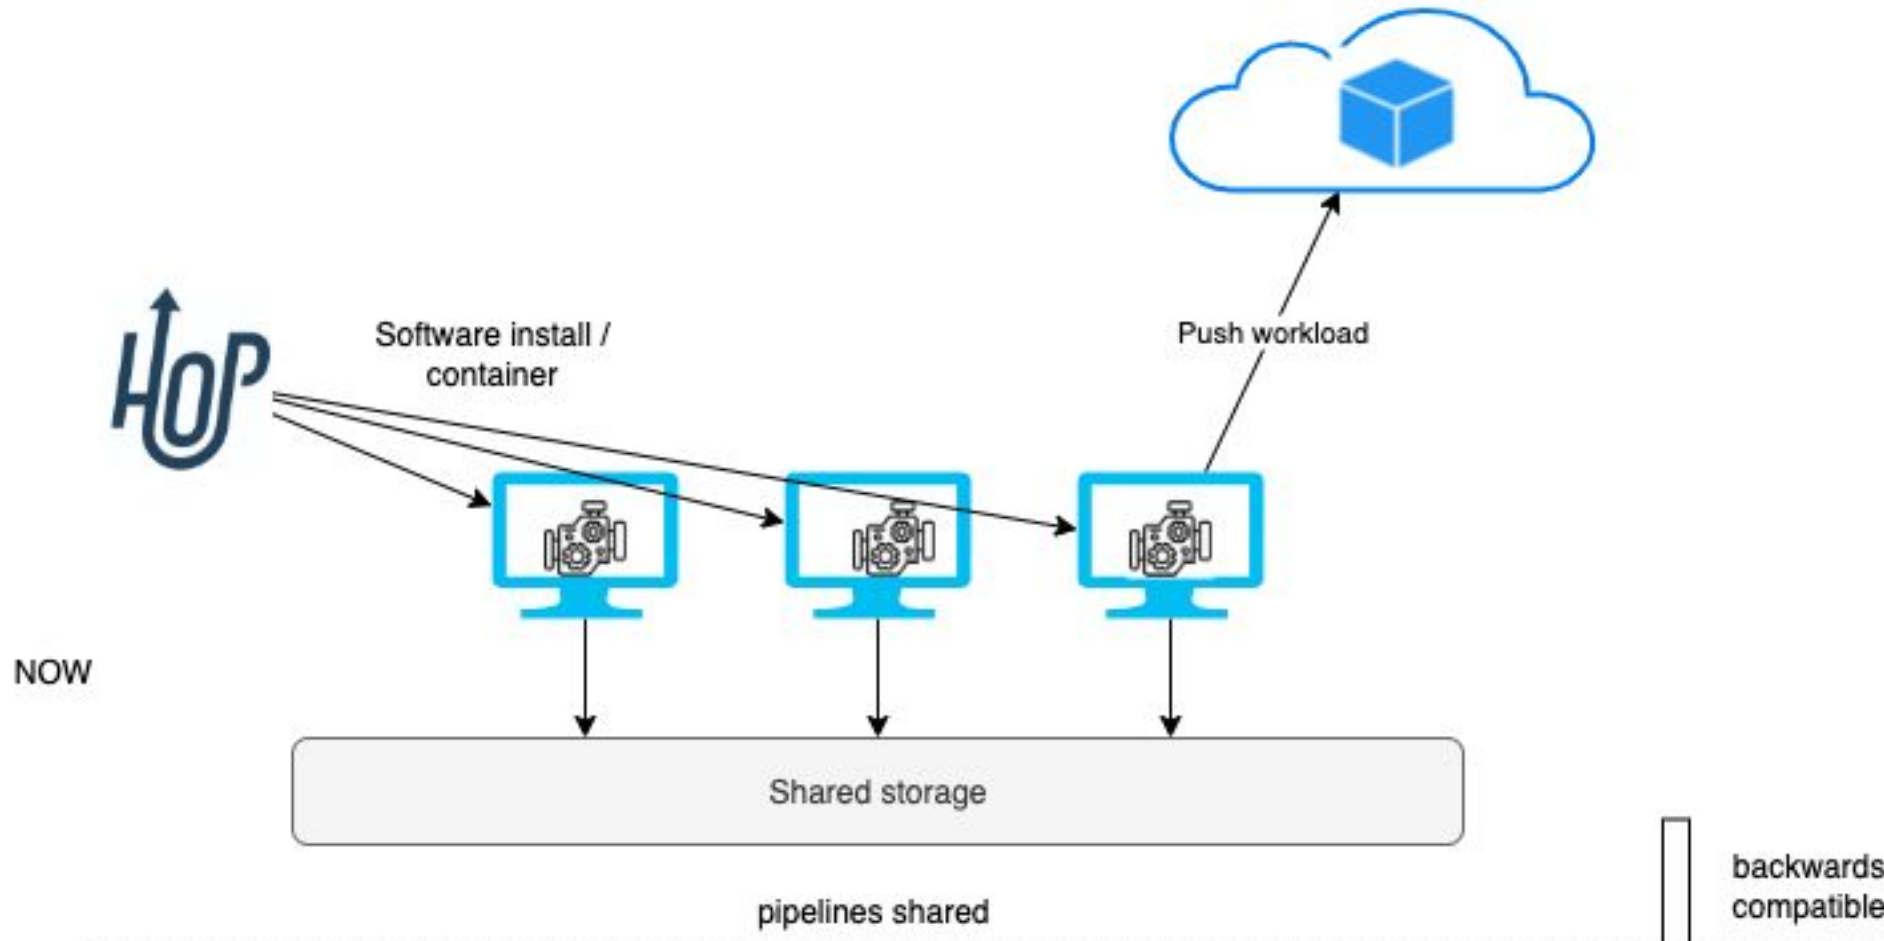 HOP
Software install /
container
Push workload
NOW
Shared storage
pipelines shared
backwards
compatible